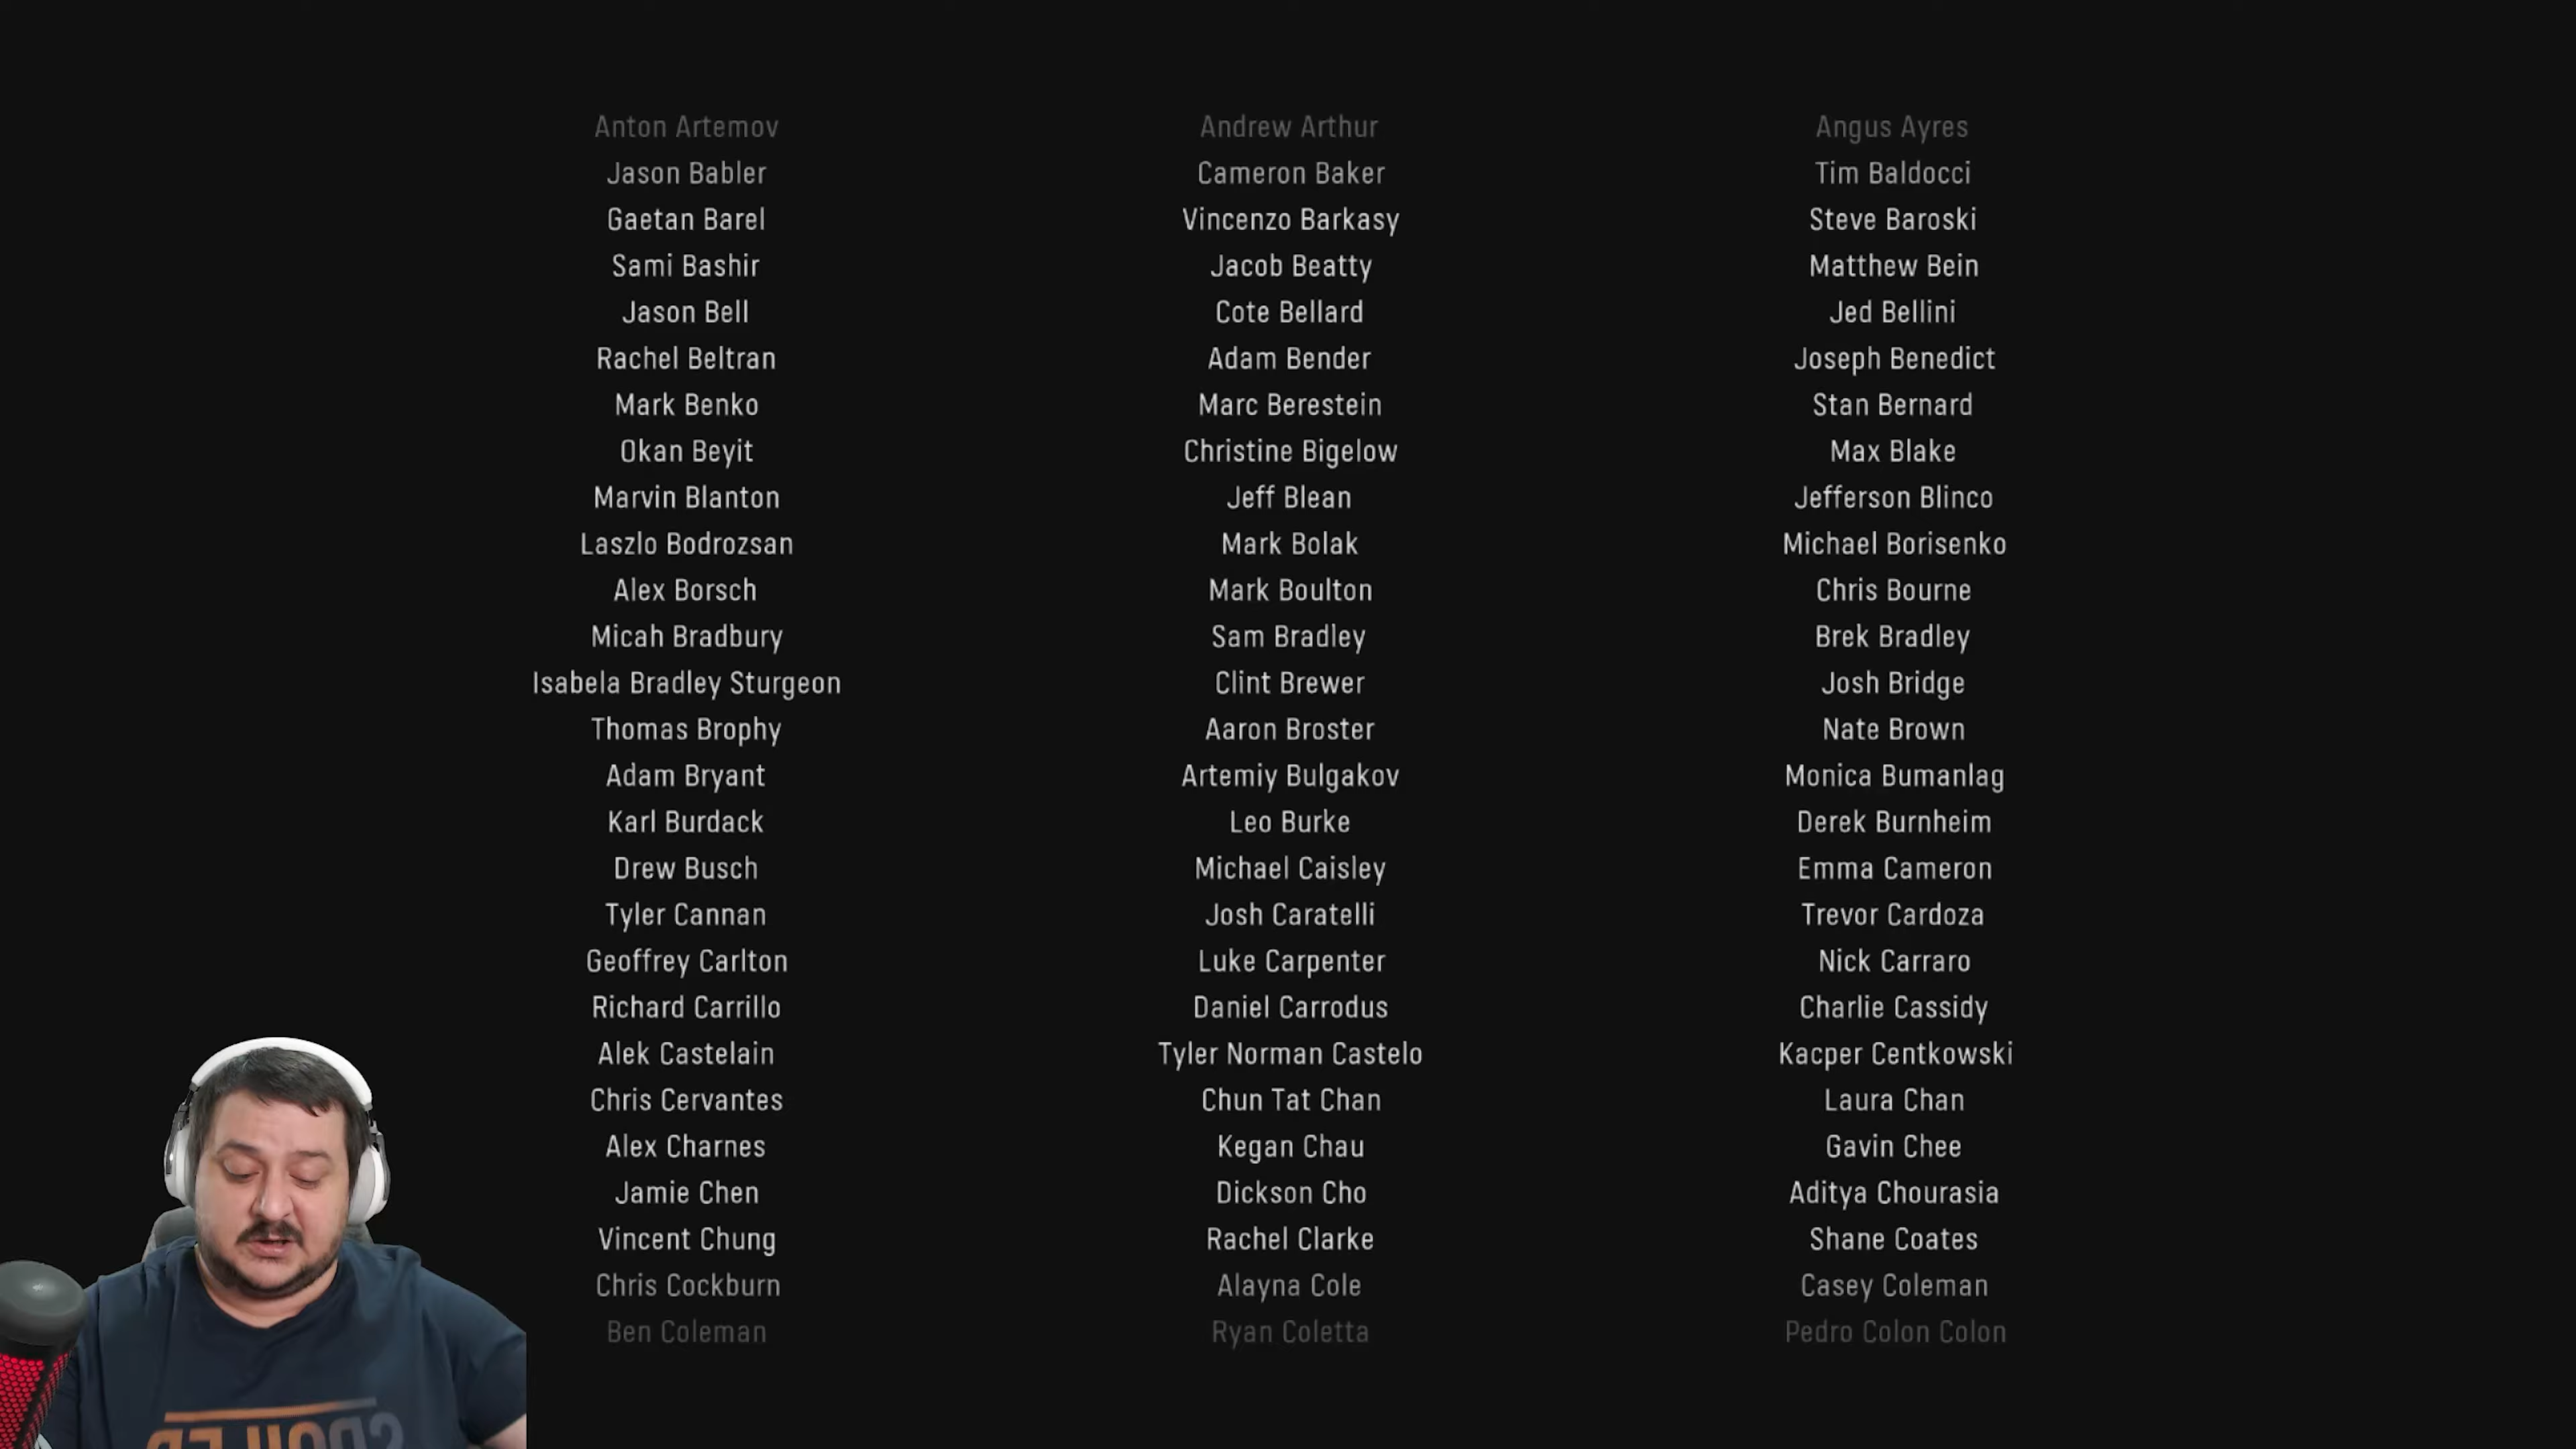 Anton Artemov Andrew Arthur Angus Ayres
Jason Babler Cameron Baker Tim Baldocci
Gaetan Barel Vincenzo Barkasy Steve Baroski
Sami Bashir Jacob Beatty Matthew Bein
Jason Bell Cote Bellard Jed Bellini
Rachel Beltran Adam Bender Joseph Benedict
Mark Benko Marc Berestein Stan Bernard
Okan Beyit Christine Bigelow Max Blake
Marvin Blanton Jeff Blean Jefferson Blinco
Laszlo Bodrozsan Mark Bolak Michael Borisenko
Alex Borsch Mark Boulton Chris Bourne
Micah Bradbury Sam Bradley Brek Bradley
Isabela Bradley Sturgeon Clint Brewer Josh Bridge
Thomas Brophy Aaron Broster Nate Brown
Adam Bryant Artemiy Bulgakov Monica Bumanlag
Karl Burdack Leo Burke Derek Burnheim
Drew Busch Michael Caisley Emma Cameron
Tyler Cannan Josh Caratelli Trevor Cardoza
Geoffrey Carlton Luke Carpenter Nick Carraro
Richard Carrillo Daniel Carrodus Charlie Cassidy
Alek Castelain Tyler Norman Castelo Kacper Centkowski
Chris Cervantes Chun Tat Chan Laura Chan
Alex Charnes Kegan Chau Gavin Chee
Jamie Chen Dickson Cho Aditya Chourasia
Vincent Chung Rachel Clarke Shane Coates
Chris Cockburn Alayna Cole Casey Coleman
Ben Coleman Ryan Coletta Pedro Colon Colon